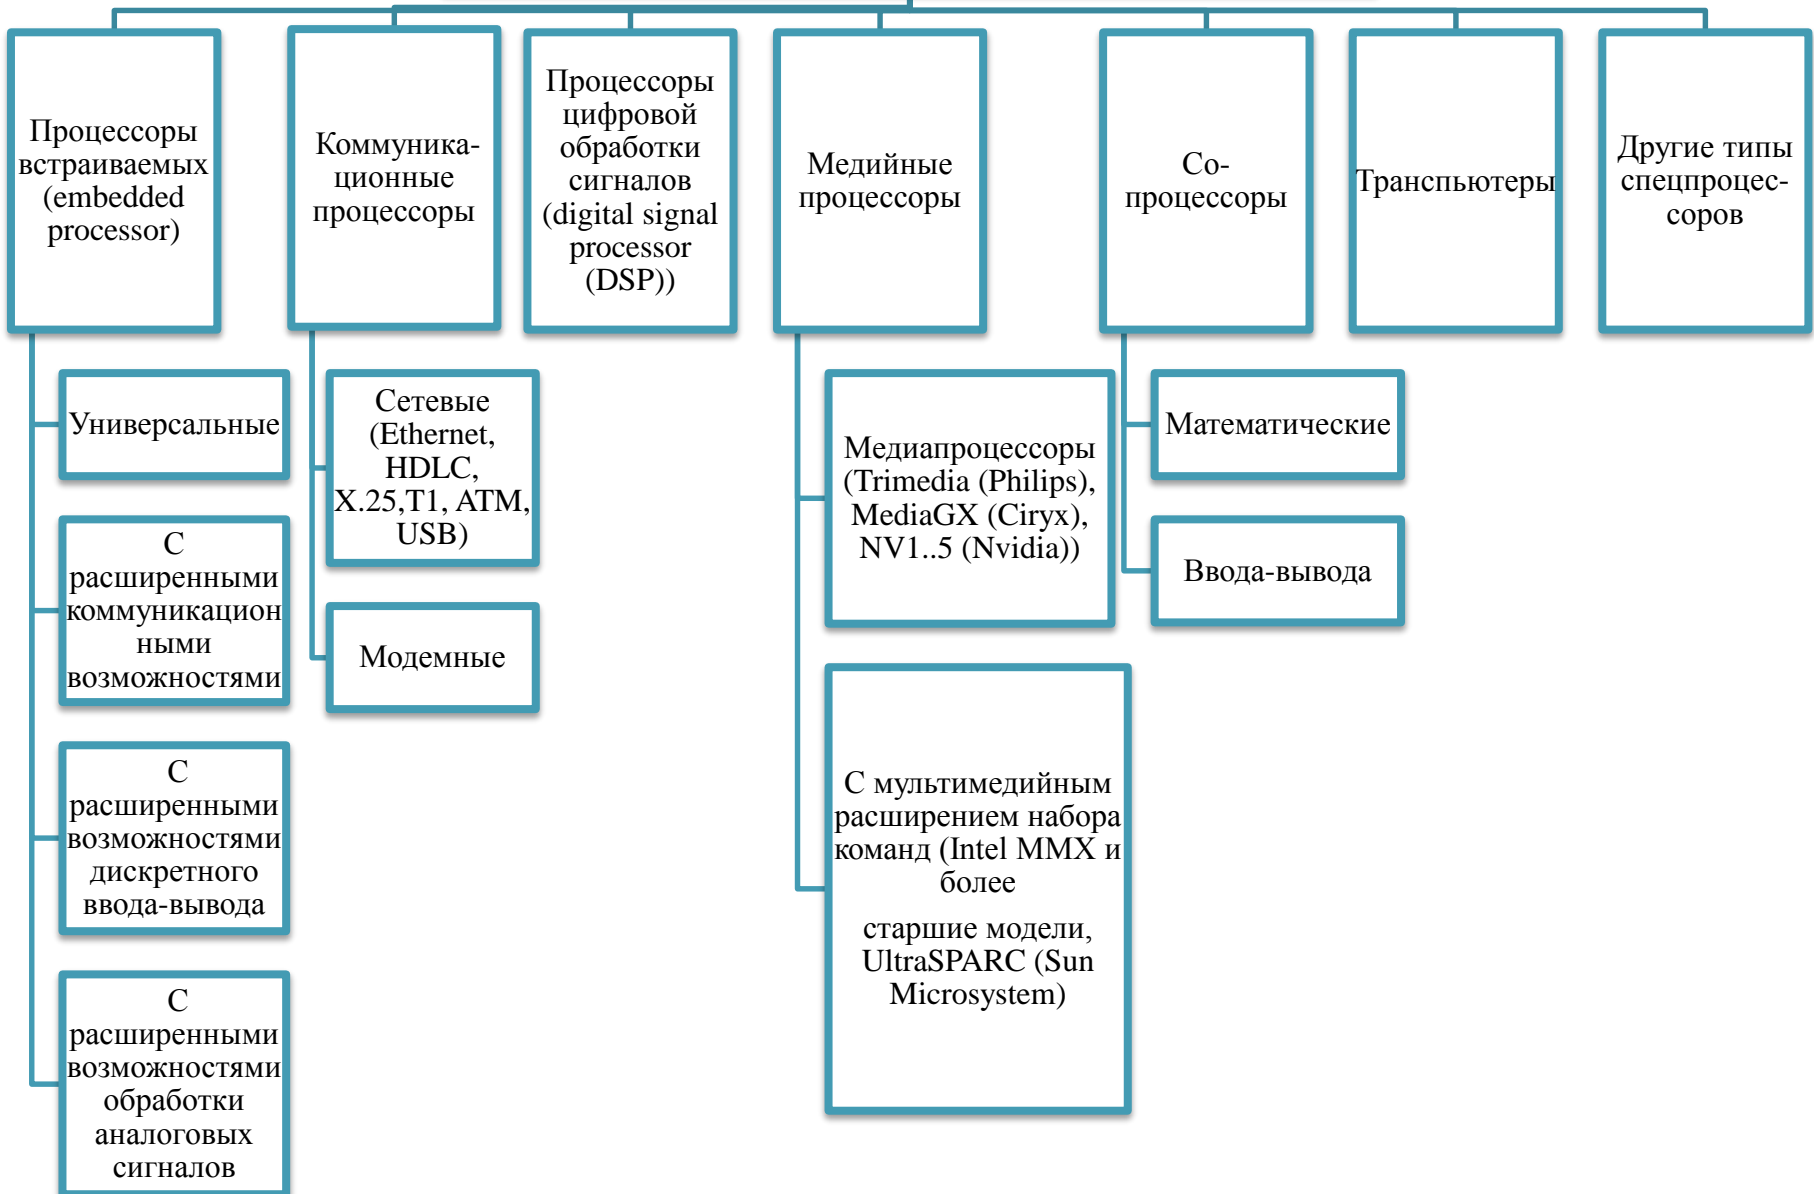 Процессоры
встраиваемых
(embedded
processor)
Коммуника-
ционные
процессоры
Процессоры
цифровой
обработки
сигналов
(digital signal
processor
(DSP))
Медийные
процессоры
Со-
процессоры
Транспьютеры
Другие типы
спецпроцес-
соров
Универсальные
С
расширенными
коммуникацион
ными
возможностями
С
расширенными
возможностями
дискретного
ввода-вывода
С
расширенными
возможностями
обработки
аналоговых
сигналов
Сетевые
(Ethernet,
HDLC,
X.25,T1, ATM,
USB)
Модемные
Медиапроцессоры
(Trimedia (Philips),
MediaGX (Ciryx),
NV1..5 (Nvidia))
С мультимедийным
расширением набора
команд (Intel MMX и
более
старшие модели,
UltraSPARC (Sun
Microsystem)
Математические
Ввода-вывода